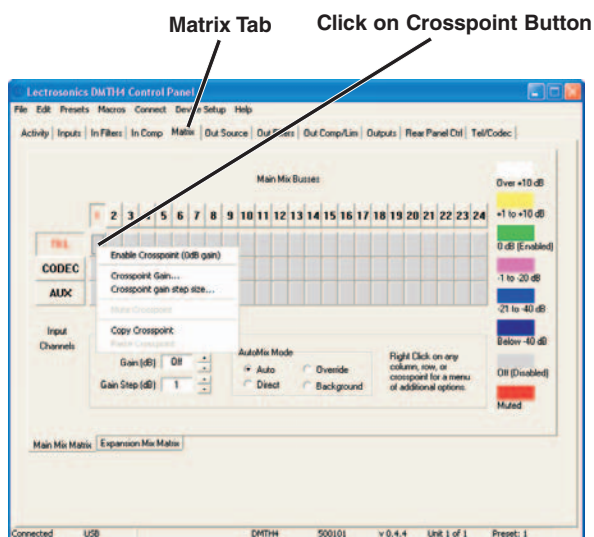 Matrix Tab
Click on Crosspoint Button
Lectrosonics DMTH4 Control Panel
File Edit Presets Macros Connect Device Setup Help
Activity Inputs In Filters In Comp Matrix Out Source Out Filters Out Comp/Lim Outputs Rear Panel Ctrl Tel/Codec
Main Mix Busses
1 2 3 4 5 6 7 8 9 10 11 12 13 14 15 16 17 18 19 20 21 22 23 24
TEL
CODEC
AUX
Input
Channels
Enable Crosspoint (0dB gain)
Crosspoint Gain...
Crosspoint gain step size...
Mute Crosspoint
Copy Crosspoint
Paste Crosspoint
Gain (dB) Off
Gain Step (dB) 1
AutoMix Mode
Auto Override
Direct Background
Right Click on any
column, row, or
crosspoint for a menu
of additional options.
Over +10 dB
+1 to +10 dB
0 dB (Enabled)
-1 to -20 dB
-21 to -40 dB
Below -40 dB
Off (Disabled)
Muted
Main Mix Matrix Expansion Mix Matrix
Connected USB DMTH4 500101 v 0.4.4 Unit 1 of 1 Preset: 1